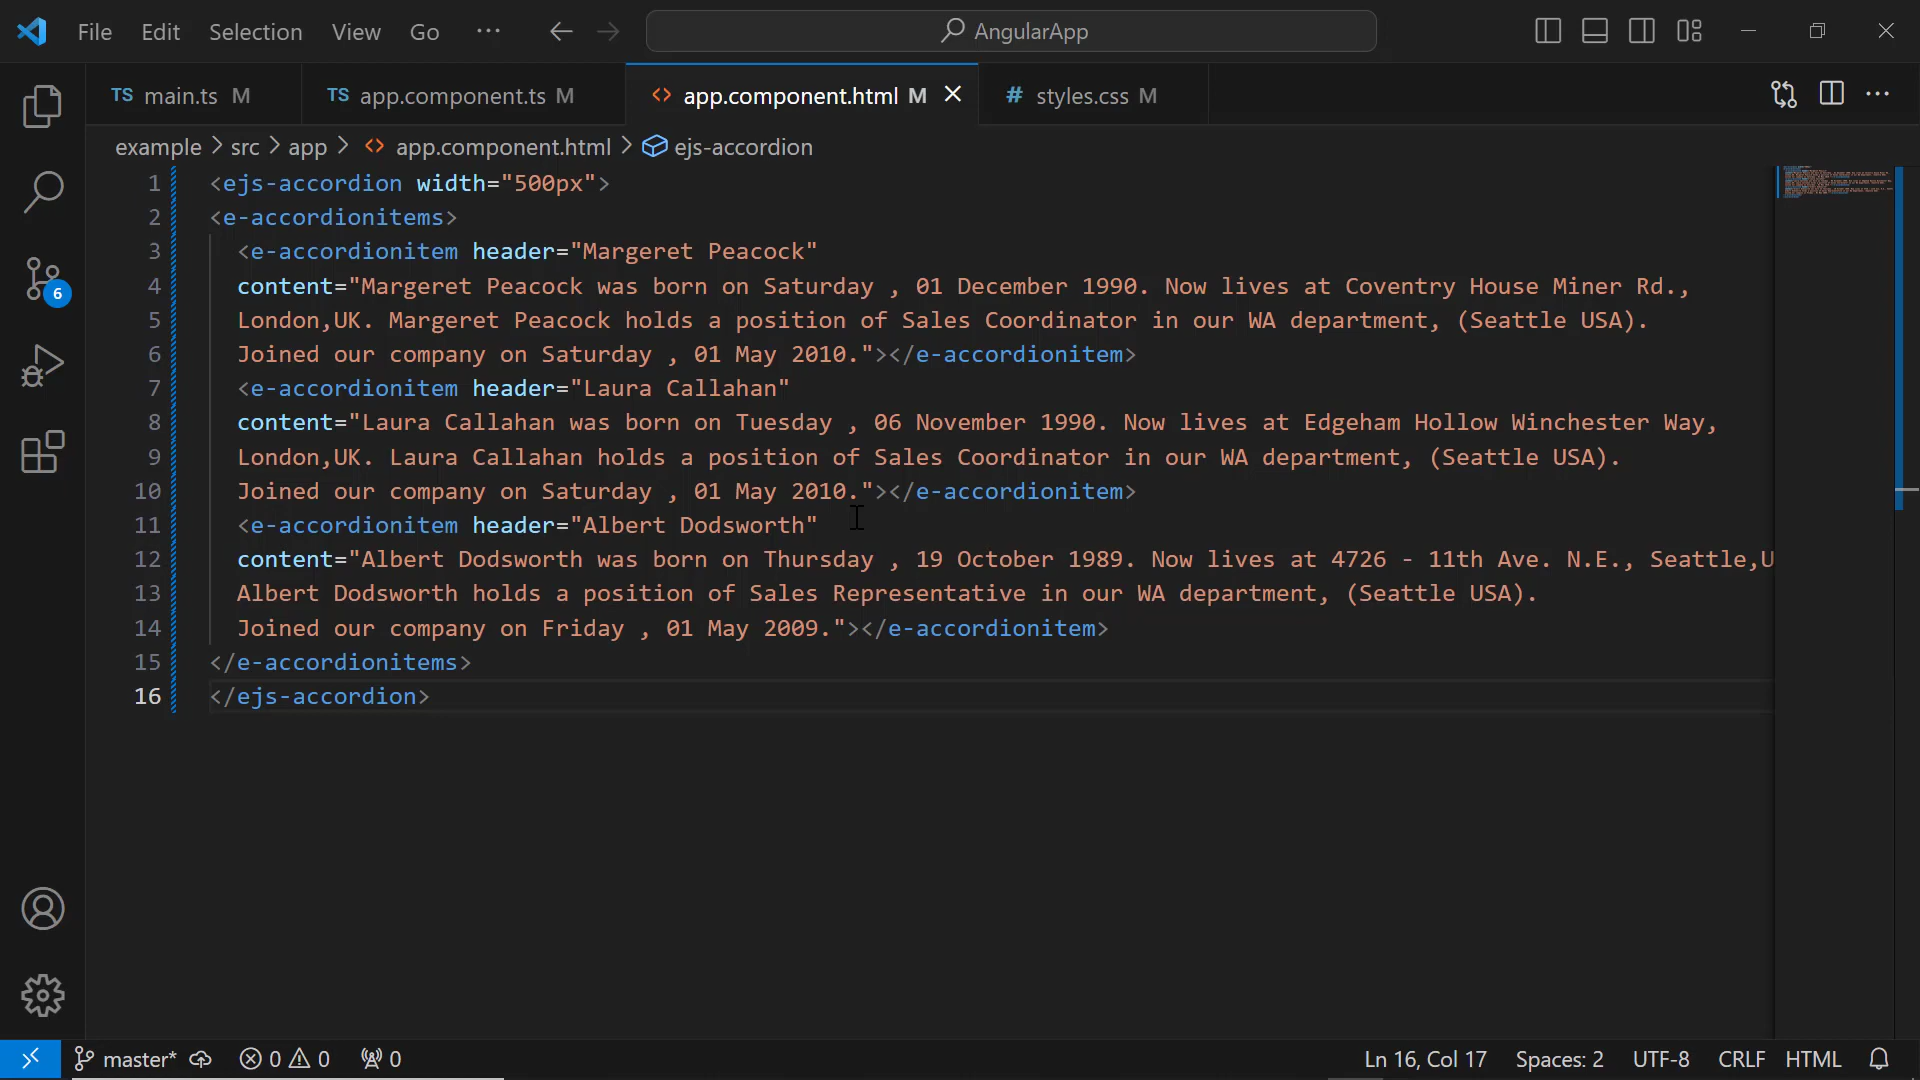 File Edit Selection View Go ··· AngularApp
TS main.ts M TS app.component.ts M <> app.component.html M # styles.css M
example > src > app > <> app.component.html > ejs-accordion
1 <ejs-accordion width="500px">
2 <e-accordionitems>
3 <e-accordionitem header="Margeret Peacock"
4 content="Margeret Peacock was born on Saturday , 01 December 1990. Now lives at Coventry House Miner Rd.,
5 London,UK. Margeret Peacock holds a position of Sales Coordinator in our WA department, (Seattle USA).
6 Joined our company on Saturday , 01 May 2010."></e-accordionitem>
7 <e-accordionitem header="Laura Callahan"
8 content="Laura Callahan was born on Tuesday , 06 November 1990. Now lives at Edgeham Hollow Winchester Way,
9 London,UK. Laura Callahan holds a position of Sales Coordinator in our WA department, (Seattle USA).
10 Joined our company on Saturday , 01 May 2010."></e-accordionitem>
11 <e-accordionitem header="Albert Dodsworth"
12 content="Albert Dodsworth was born on Thursday , 19 October 1989. Now lives at 4726 - 11th Ave. N.E., Seattle,U
13 Albert Dodsworth holds a position of Sales Representative in our WA department, (Seattle USA).
14 Joined our company on Friday , 01 May 2009."></e-accordionitem>
15 </e-accordionitems>
16 </ejs-accordion>
6
master* 0 0 0 Ln 16, Col 17 Spaces: 2 UTF-8 CRLF HTML